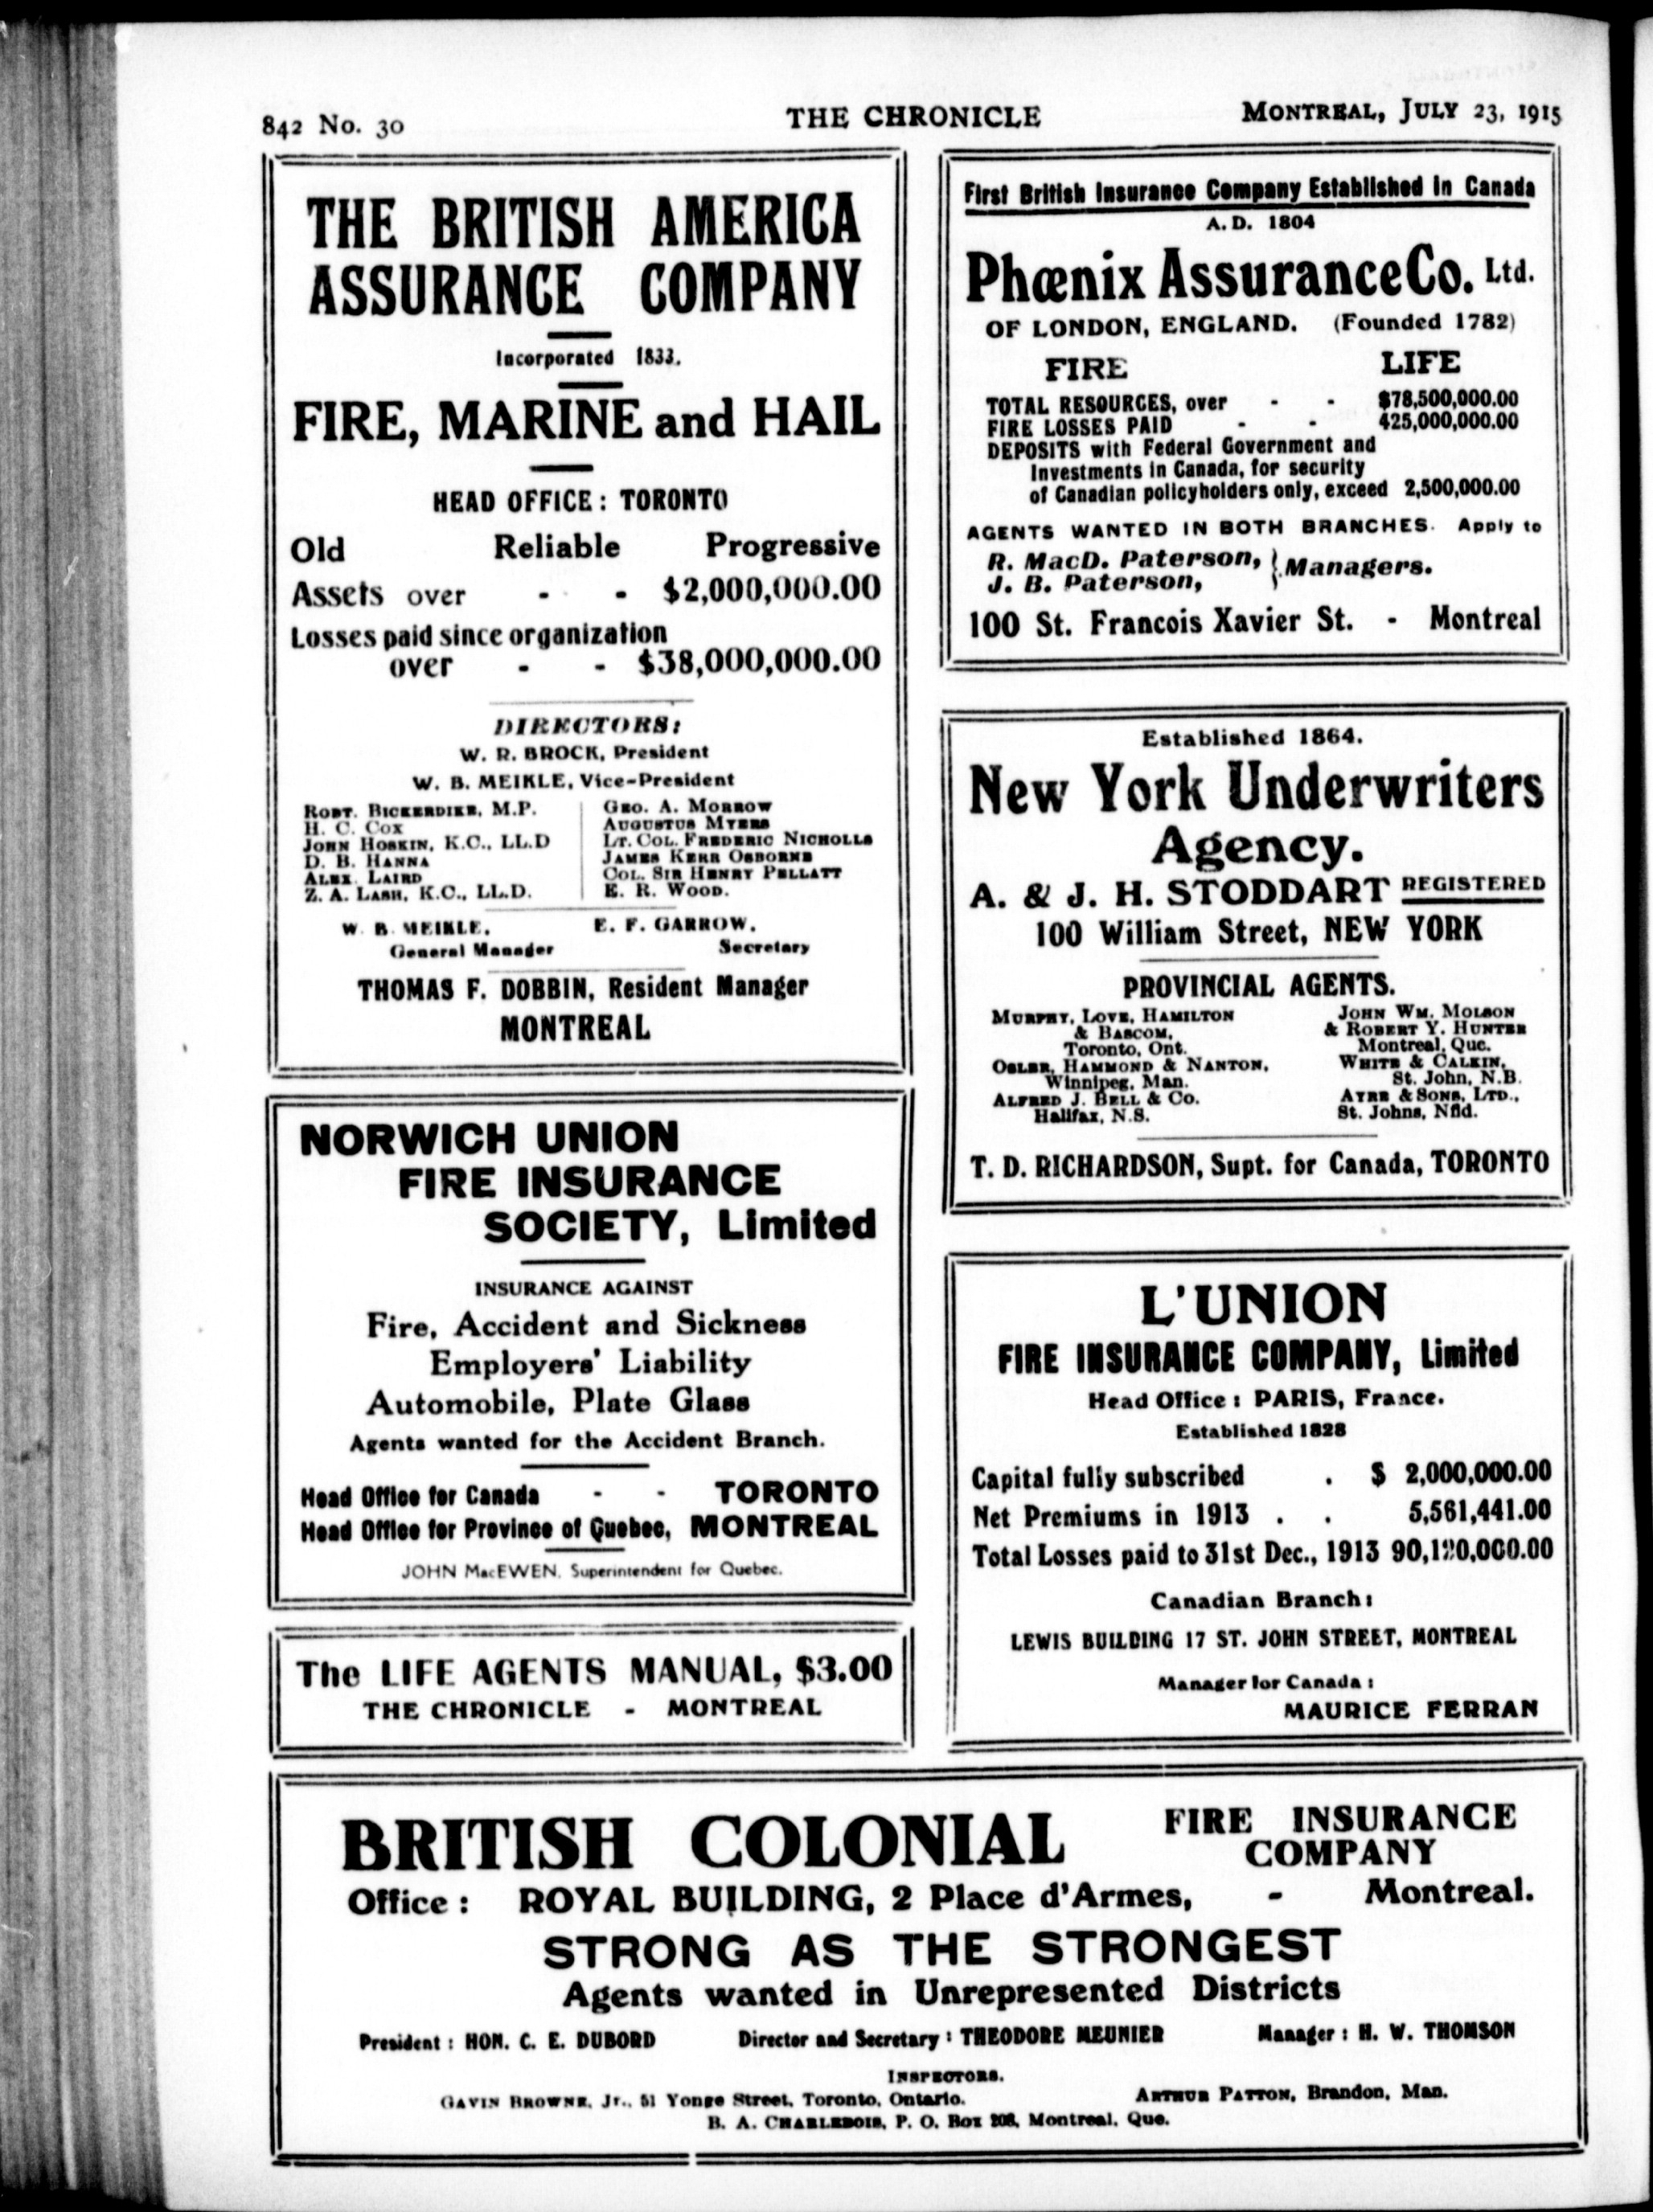 842 No. 30 THE CHRONICLE MONTREAL, JULY 23, 1915
THE BRITISH AMERICA
ASSURANCE COMPANY
Incorporated 1833.
FIRE, MARINE and HAIL
HEAD OFFICE: TORONTO
Old Reliable Progressive
Assets over - - $2,000,000.00
Losses paid since organization
over - - $38,000,000.00
DIRECTORS:
W. R. BROCK, President
W. B. MEIKLE, Vice-President
ROBT. BICKERDIKE, M.P.
H. C. COX
JOHN HOSKIN, K.C., LL.D
D. B. HANNA
ALEX. LAIRD
Z. A. LASH, K.C., LL.D.
GEO. A. MORROW
AUGUSTUS MYERS
LT. COL. FREDERIC NICHOLLS
JAMES KERR OSBORNE
COL. SIR HENRY PELLATT
E. R. WOOD.
W. B. MEIKLE, E. F. GARROW,
General Manager Secretary
THOMAS F. DOBBIN, Resident Manager
MONTREAL
NORWICH UNION
FIRE INSURANCE
SOCIETY, Limited
INSURANCE AGAINST
Fire, Accident and Sickness
Employers' Liability
Automobile, Plate Glass
Agents wanted for the Accident Branch.
Head Office for Canada - - TORONTO
Head Office for Province of Quebec, MONTREAL
JOHN MacEWEN, Superintendent for Quebec.
The LIFE AGENTS MANUAL, $3.00
THE CHRONICLE - MONTREAL
First British Insurance Company Established in Canada
A.D. 1804
Phœnix Assurance Co. Ltd.
OF LONDON, ENGLAND. (Founded 1782)
FIRE LIFE
TOTAL RESOURCES, over - - $78,500,000.00
FIRE LOSSES PAID - - 425,000,000.00
DEPOSITS with Federal Government and
Investments in Canada, for security
of Canadian policyholders only, exceed 2,500,000.00
AGENTS WANTED IN BOTH BRANCHES. Apply to
R. MacD. Paterson, } Managers.
J. B. Paterson,
100 St. Francois Xavier St. - Montreal
Established 1864.
New York Underwriters
Agency.
A. & J. H. STODDART REGISTERED
100 William Street, NEW YORK
PROVINCIAL AGENTS.
MURPHY, LOVE, HAMILTON
& BASCOM,
Toronto, Ont.
OSLER, HAMMOND & NANTON,
Winnipeg, Man.
ALFRED J. BELL & Co.
Halifax, N.S.
JOHN WM. MOLSON
& ROBERT Y. HUNTER
Montreal, Que.
WHITE & CALKIN,
St. John, N.B.
AYRE & SONS, LTD.,
St. Johns, Nfld.
T. D. RICHARDSON, Supt. for Canada, TORONTO
L'UNION
FIRE INSURANCE COMPANY, Limited
Head Office: PARIS, France.
Established 1828
Capital fully subscribed . $ 2,000,000.00
Net Premiums in 1913 . . 5,561,441.00
Total Losses paid to 31st Dec., 1913 90,120,000.00
Canadian Branch:
LEWIS BUILDING 17 ST. JOHN STREET, MONTREAL
Manager for Canada:
MAURICE FERRAN
BRITISH COLONIAL FIRE INSURANCE
COMPANY
Office: ROYAL BUILDING, 2 Place d'Armes, - Montreal.
STRONG AS THE STRONGEST
Agents wanted in Unrepresented Districts
President: HON. C. E. DUBORD Director and Secretary: THEODORE MEUNIER Manager: H. W. THOMSON
INSPECTORS.
GAVIN BROWNE, Jr., 51 Yonge Street, Toronto, Ontario. ARTHUR PATTON, Brandon, Man.
B. A. CHARLEBOIS, P. O. Box 208, Montreal, Que.